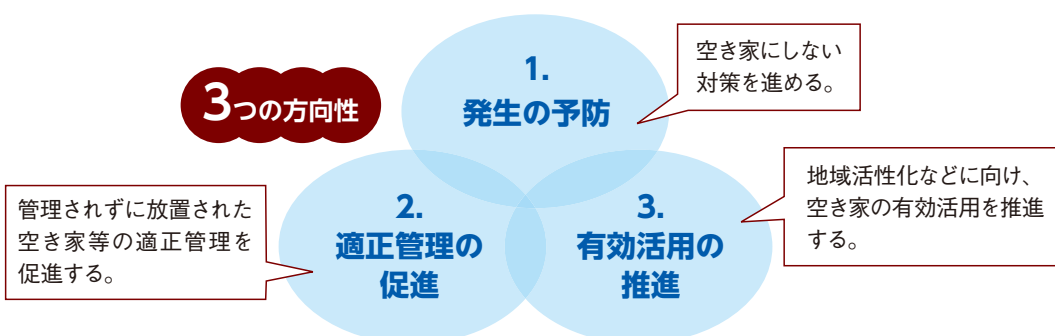 3つの方向性
1.
発生の予防
空き家にしない
対策を進める。
2.
適正管理の
促進
管理されずに放置された
空き家等の適正管理を
促進する。
3.
有効活用の
推進
地域活性化などに向け、
空き家の有効活用を推進
する。